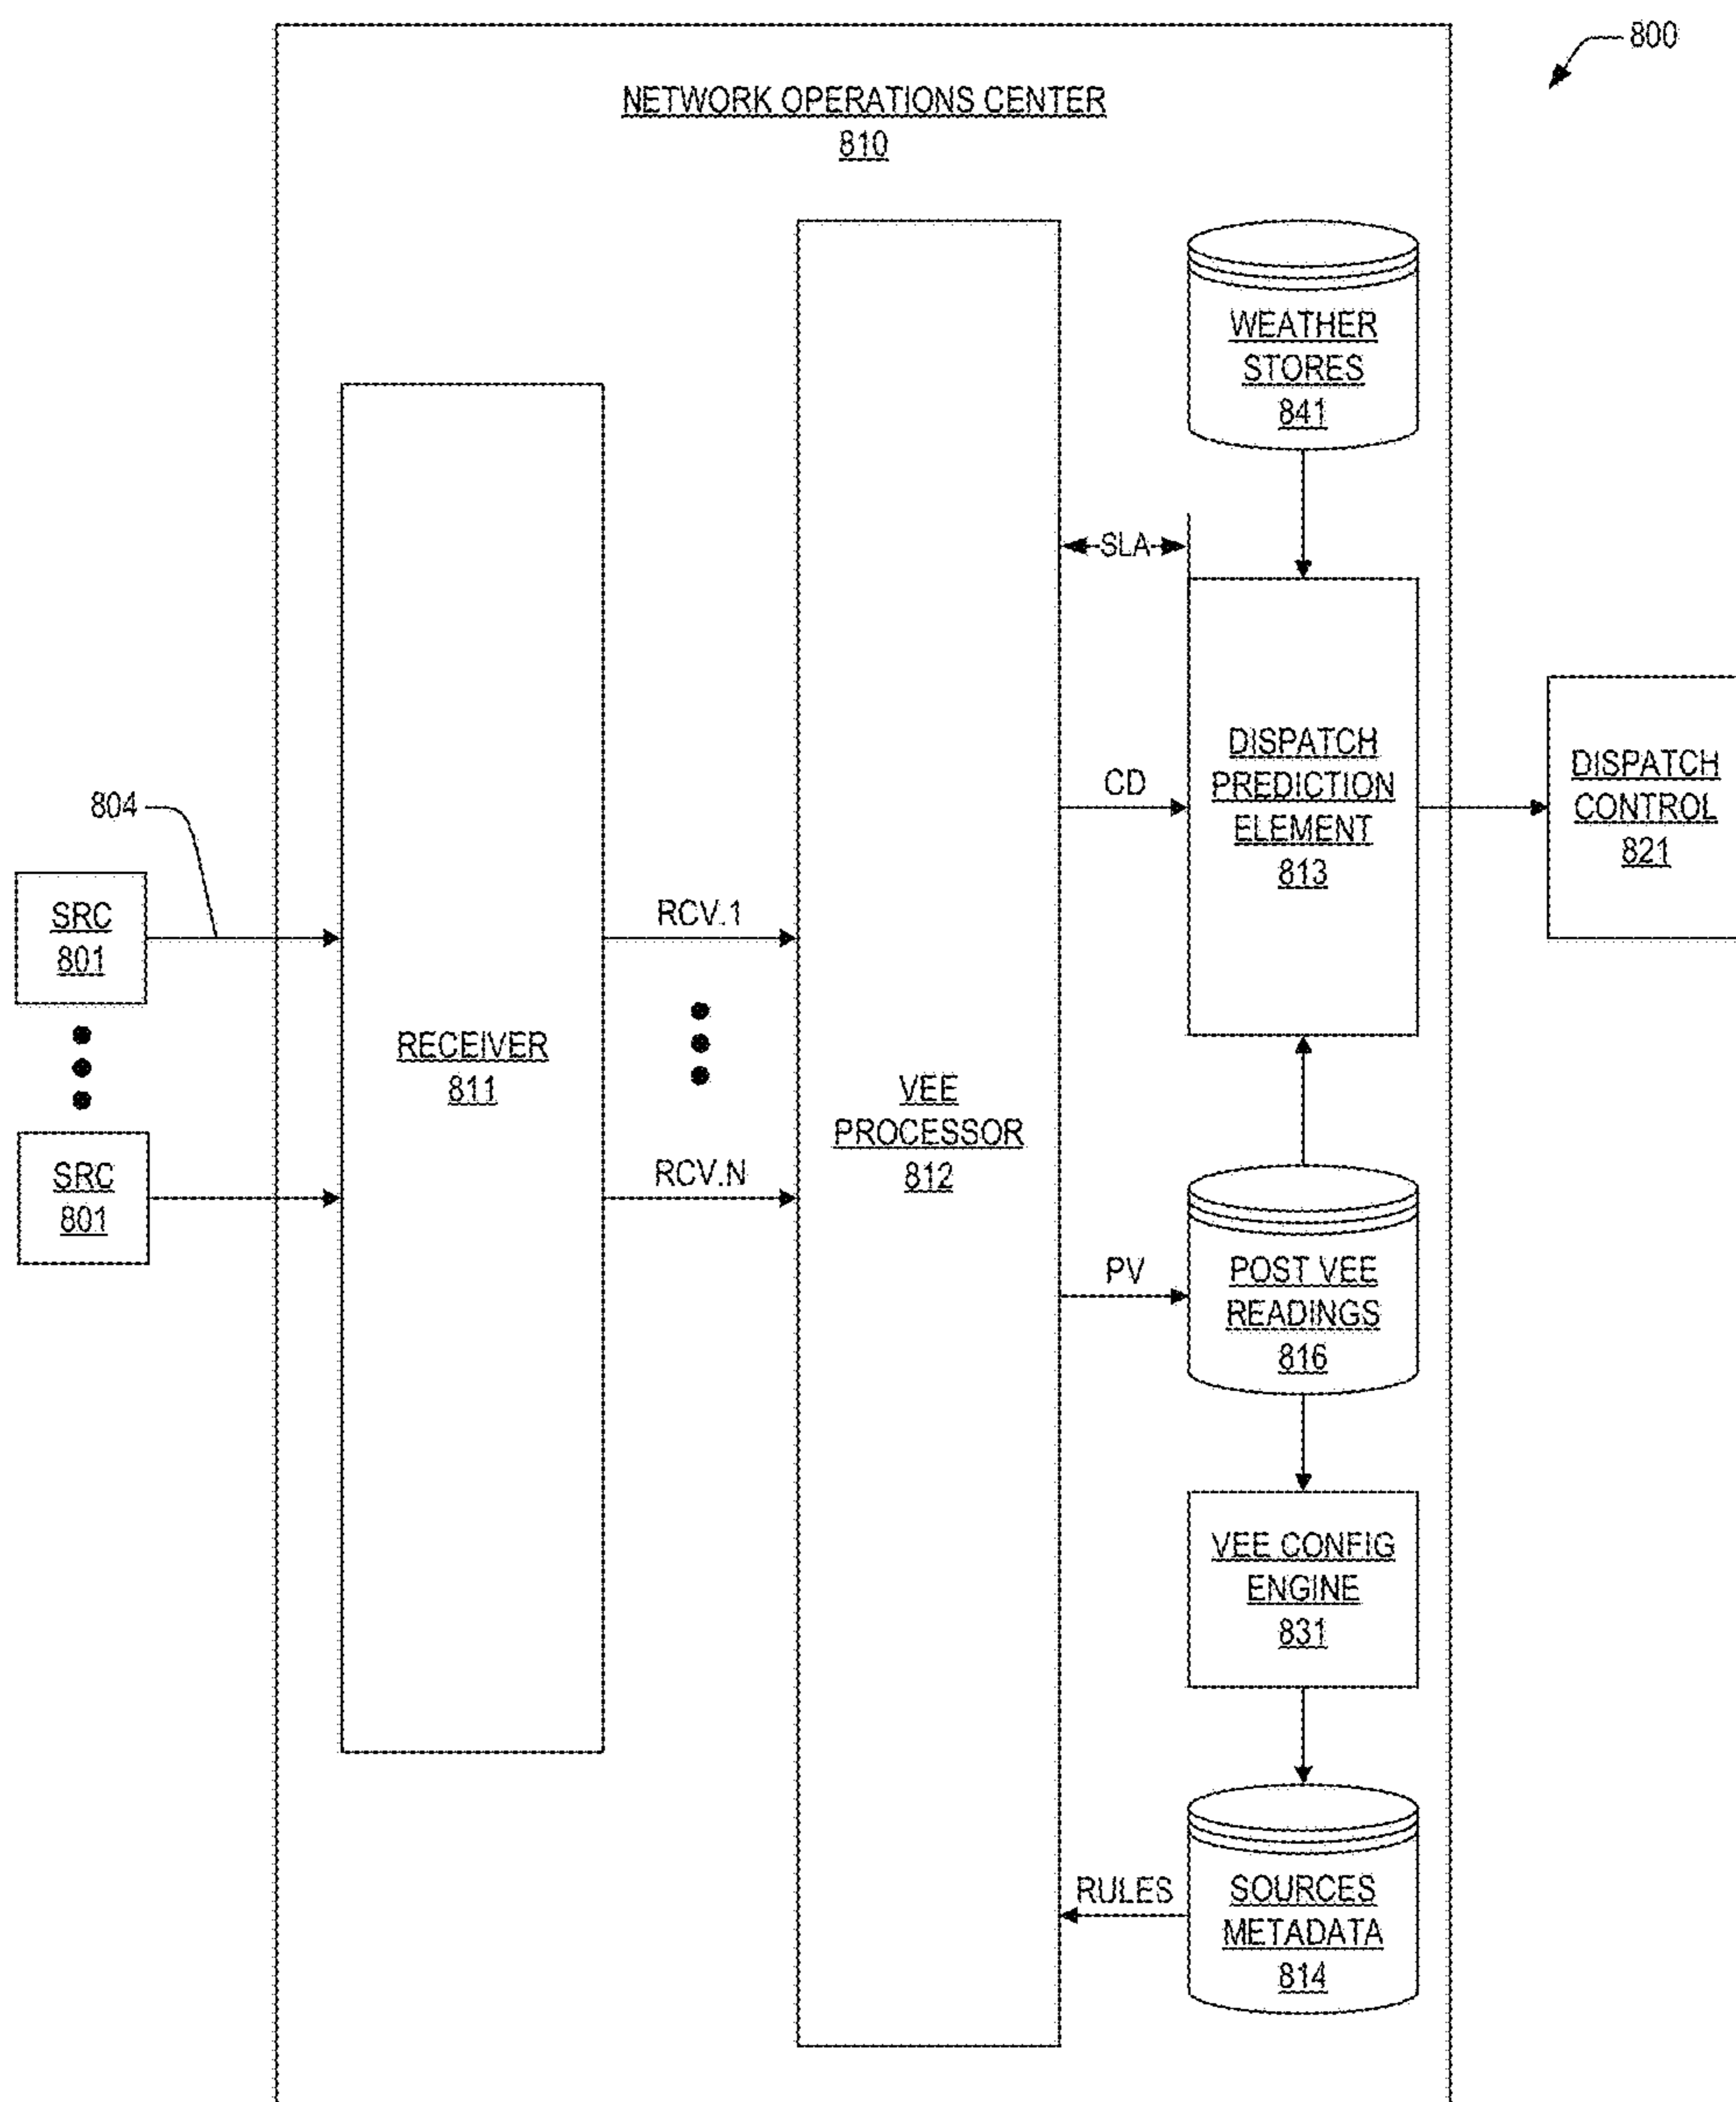 800
NETWORK OPERATIONS CENTER
810
WEATHER
STORES
841
SLA
DISPATCH
PREDICTION
ELEMENT
813
CD
DISPATCH
CONTROL
821
804
SRC
801
RCV.1
RECEIVER
811
VEE
PROCESSOR
812
SRC
801
RCV.N
PV
POST VEE
READINGS
816
VEE CONFIG
ENGINE
831
RULES
SOURCES
METADATA
814